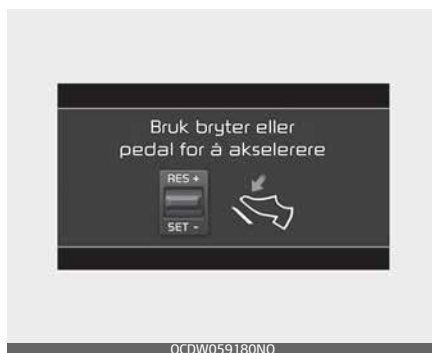 Bruk bryter eller
pedal for å akselerere
RES +
SET -
OCDW059180NO